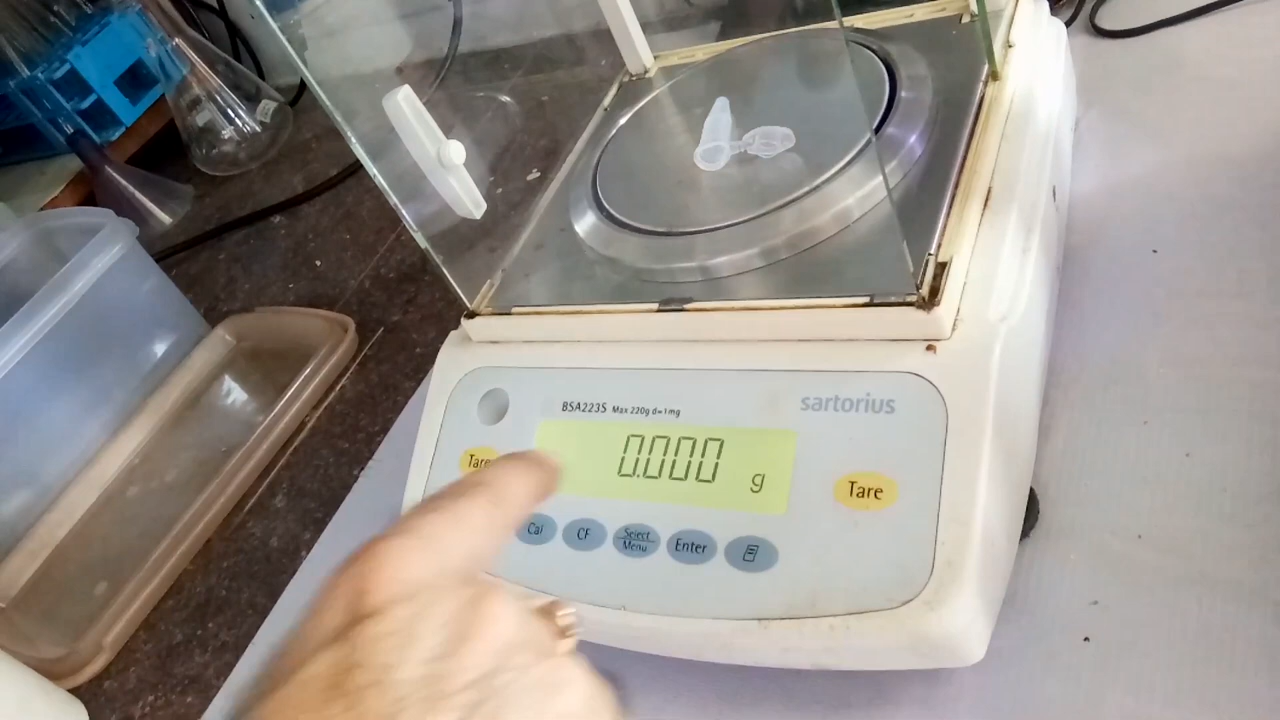 BSA223S Max 220g d=1mg
sartorius
0.000 g
Tare
Tare
Cal
CF
Select
Menu
Enter